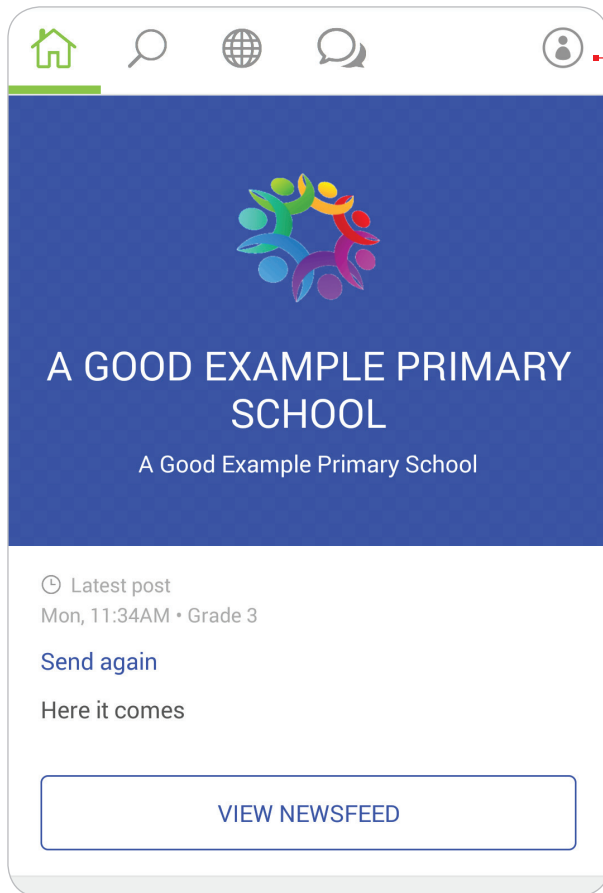 A GOOD EXAMPLE PRIMARY
SCHOOL
A Good Example Primary School
Latest post
Mon, 11:34AM • Grade 3
Send again
Here it comes
VIEW NEWSFEED